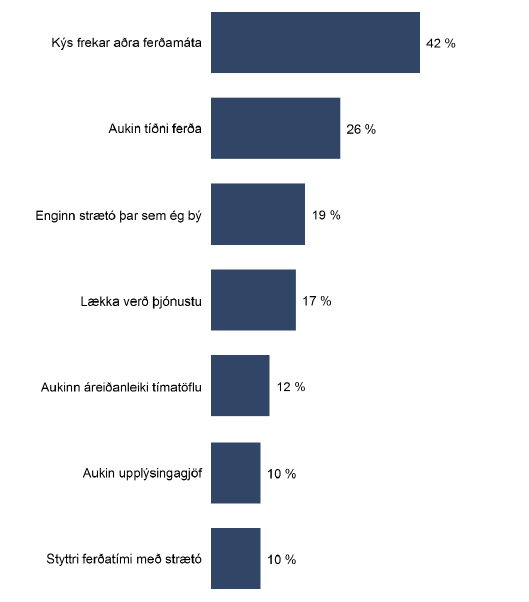 Kýs frekar aðra ferðamáta 42 %
Aukin tíðni ferða 26 %
Enginn strætó þar sem ég bý 19 %
Lækka verð þjónustu 17 %
Aukinn áreiðanleiki tímatöflu 12 %
Aukin upplýsingagjöf 10 %
Styttri ferðatími með strætó 10 %